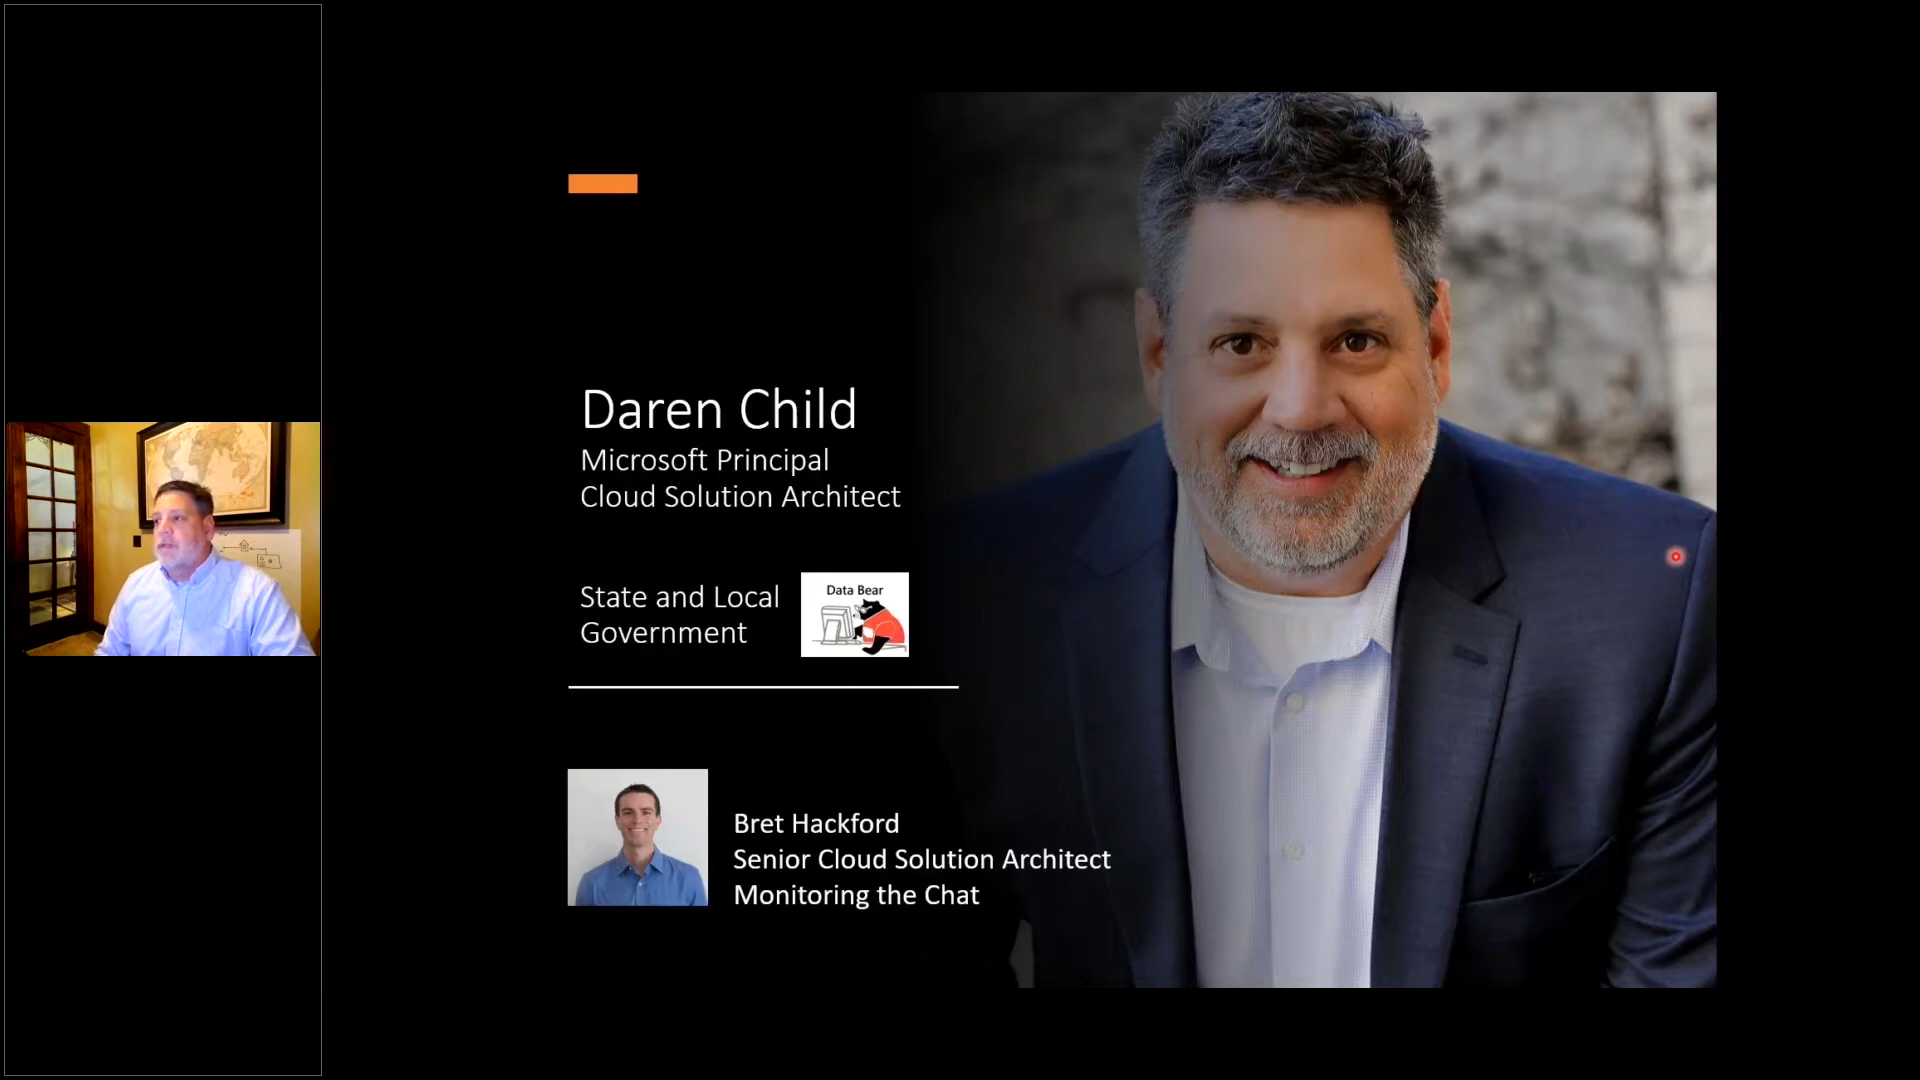 Daren Child
Microsoft Principal
Cloud Solution Architect
State and Local
Government
Data Bear
Bret Hackford
Senior Cloud Solution Architect
Monitoring the Chat